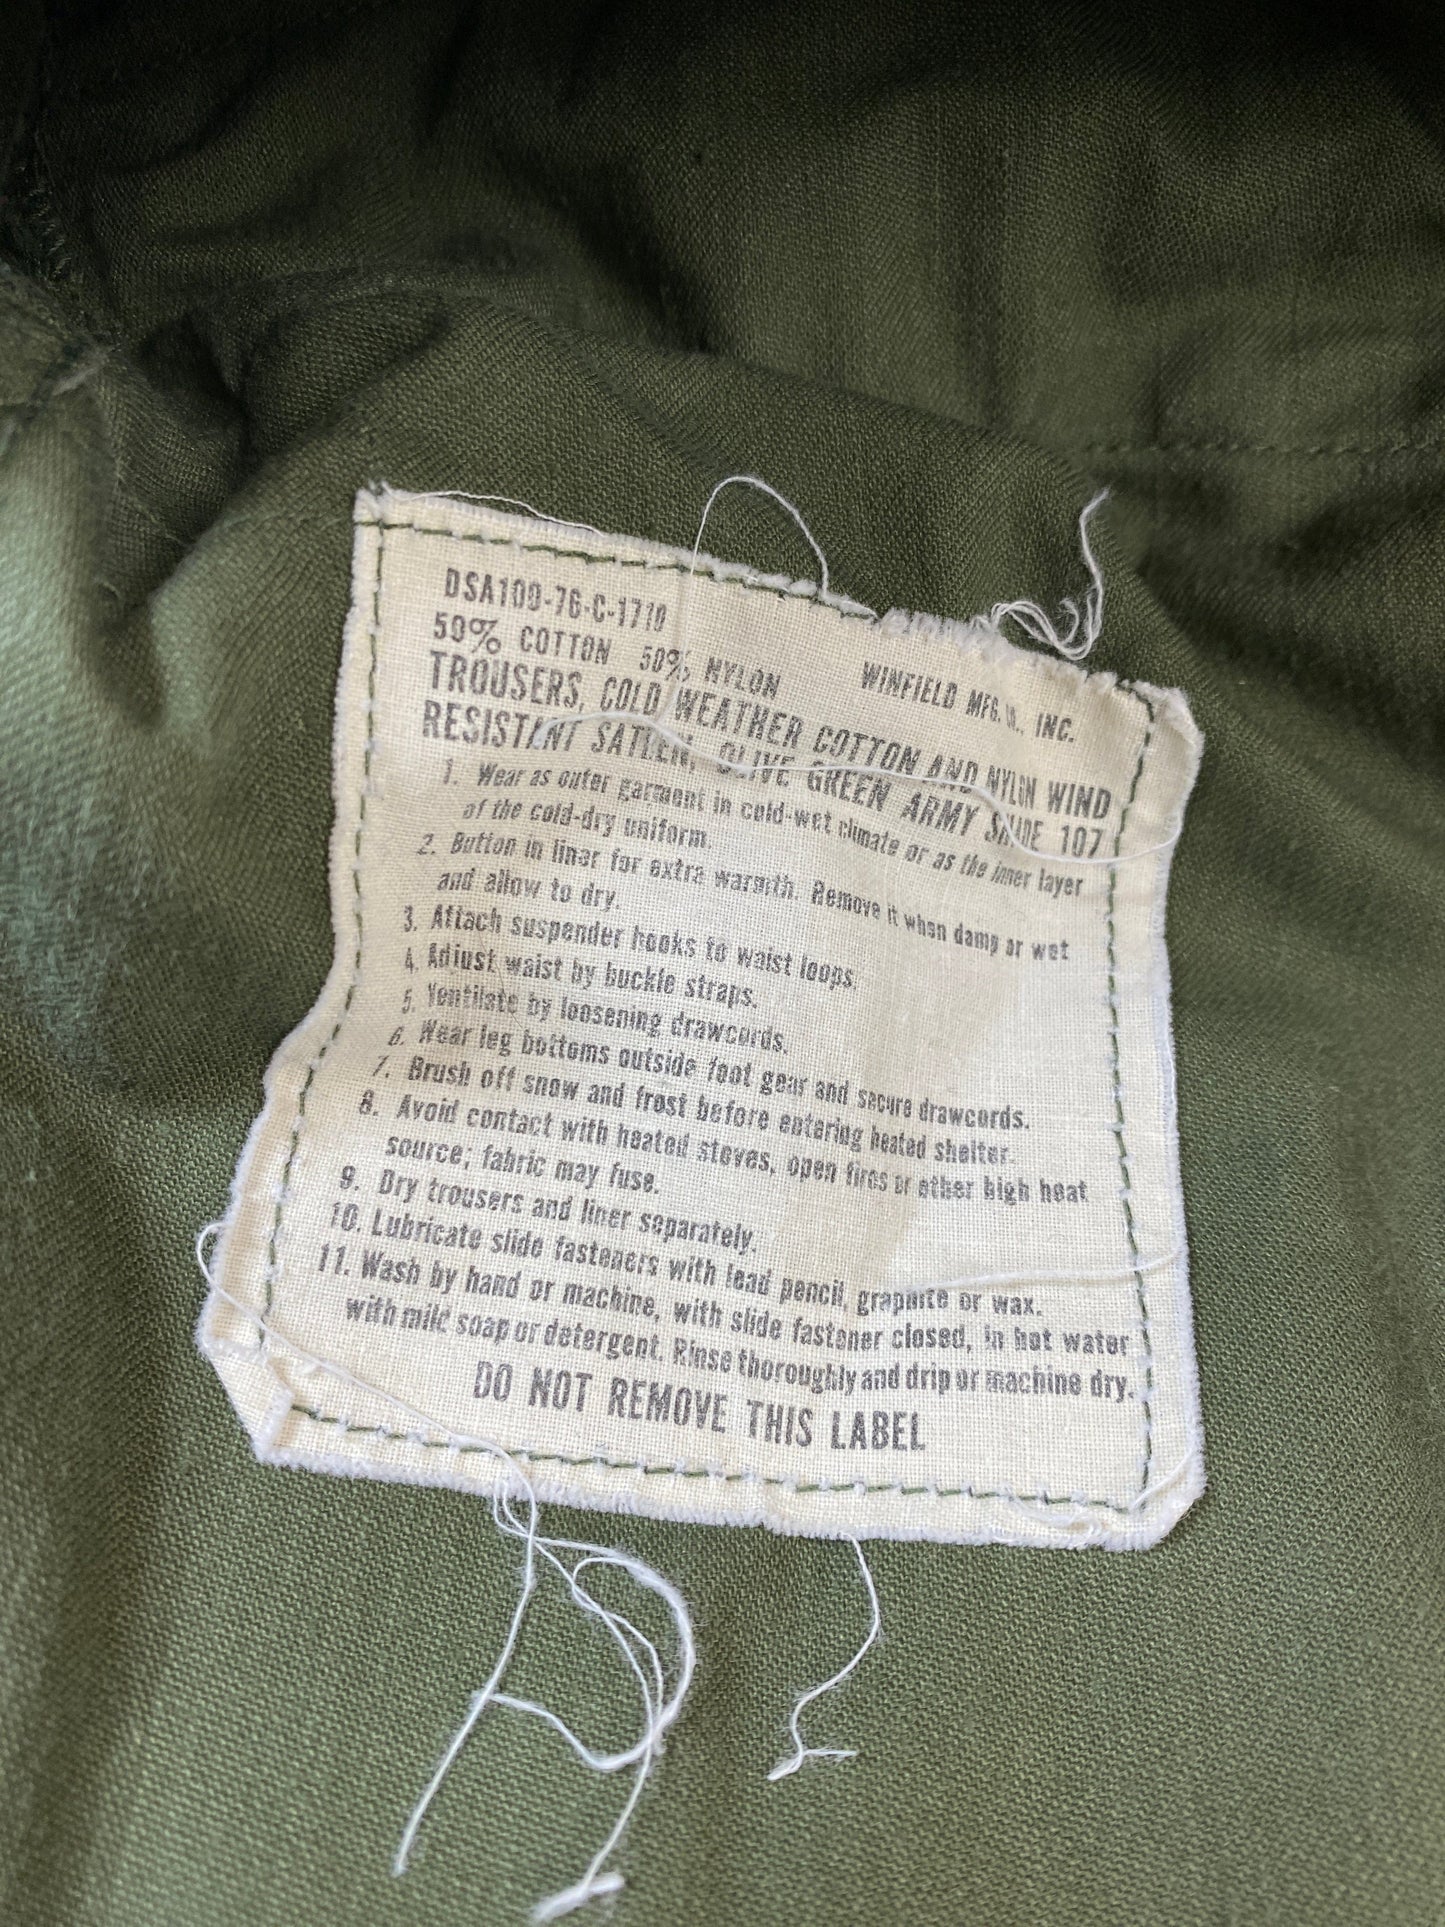 DSA100-76-C-1710
50% COTTON 50% NYLON WINFIELD MFG. CO., INC.
TROUSERS, COLD WEATHER COTTON AND NYLON WIND
RESISTANT SATEEN, OLIVE GREEN ARMY SHADE 107
1. Wear as outer garment in cold-wet climate or as the inner layer
of the cold-dry uniform.
2. Button in liner for extra warmth. Remove it when damp or wet
and allow to dry.
3. Attach suspender hooks to waist loops.
4. Adjust waist by buckle straps.
5. Ventilate by loosening drawcords.
6. Wear leg bottoms outside foot gear and secure drawcords.
7. Brush off snow and frost before entering heated shelter.
8. Avoid contact with heated stoves, open fires or other high heat
source; fabric may fuse.
9. Dry trousers and liner separately.
10. Lubricate slide fasteners with lead pencil, graphite or wax.
11. Wash by hand or machine, with slide fastener closed, in hot water
with mild soap or detergent. Rinse thoroughly and drip or machine dry.
DO NOT REMOVE THIS LABEL